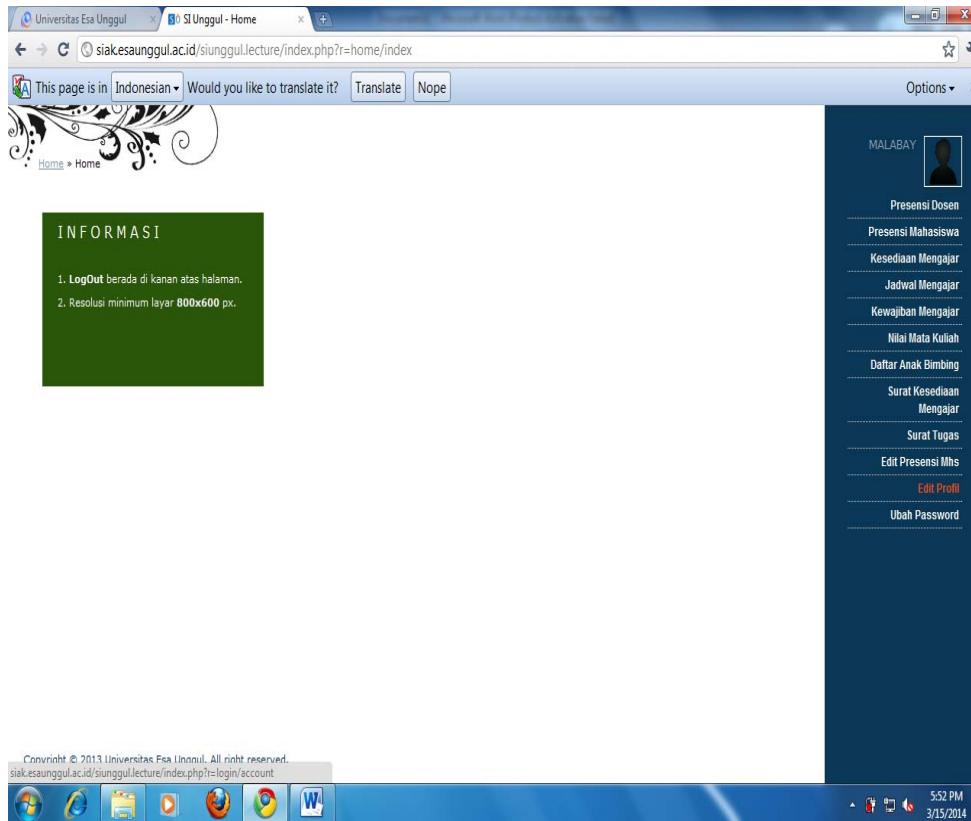 Universitas Esa Unggul
SI Unggul - Home
siak.esaunggul.ac.id/siunggul.lecture/index.php?r=home/index
This page is in Indonesian Would you like to translate it? Translate Nope Options
Home » Home
INFORMASI
1. LogOut berada di kanan atas halaman.
2. Resolusi minimum layar 800x600 px.
MALABAY
Presensi Dosen
Presensi Mahasiswa
Kesediaan Mengajar
Jadwal Mengajar
Kewajiban Mengajar
Nilai Mata Kuliah
Daftar Anak Bimbing
Surat Kesediaan
Mengajar
Surat Tugas
Edit Presensi Mhs
Edit Profil
Ubah Password
Copyright © 2013 Universitas Esa Unggul. All right reserved.
siak.esaunggul.ac.id/siunggul.lecture/index.php?r=login/account
5:52 PM
3/15/2014